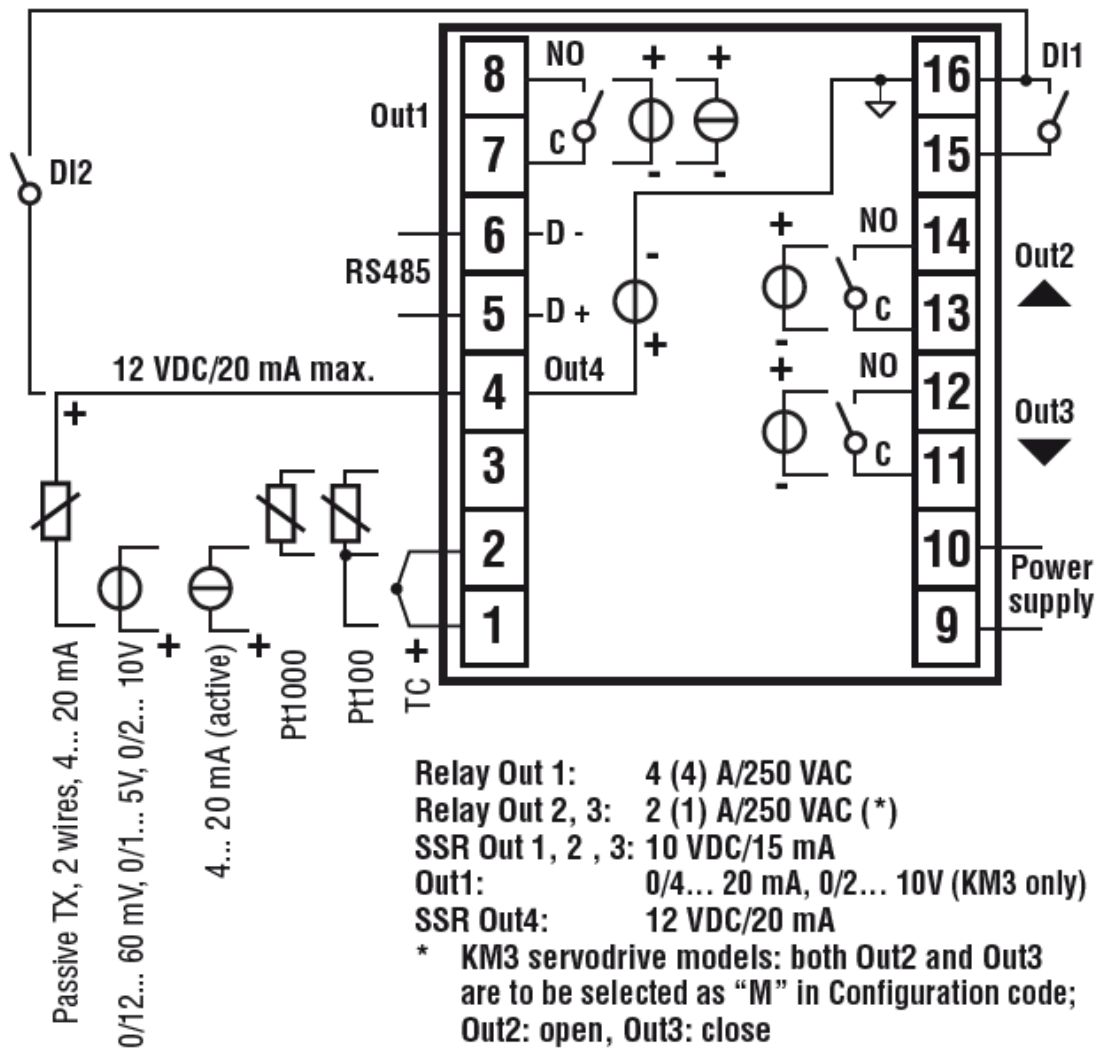 8
NO
+ +
16
DI1
Out1
7
C
- -
15
DI2
6
D -
+
NO
14
Out2
RS485
-
5
D +
C
13
+
-
12 VDC/20 mA max.
4
Out4
+
NO
12
+
Out3
3
C
11
-
2
10
Power
supply
1
9
+ + +
Passive TX, 2 wires, 4... 20 mA
0/12... 60 mV, 0/1... 5V, 0/2... 10V
4... 20 mA (active)
Pt1000
Pt100
TC
Relay Out 1: 4 (4) A/250 VAC
Relay Out 2, 3: 2 (1) A/250 VAC (*)
SSR Out 1, 2 , 3: 10 VDC/15 mA
Out1: 0/4... 20 mA, 0/2... 10V (KM3 only)
SSR Out4: 12 VDC/20 mA
* KM3 servodrive models: both Out2 and Out3
are to be selected as “M” in Configuration code;
Out2: open, Out3: close